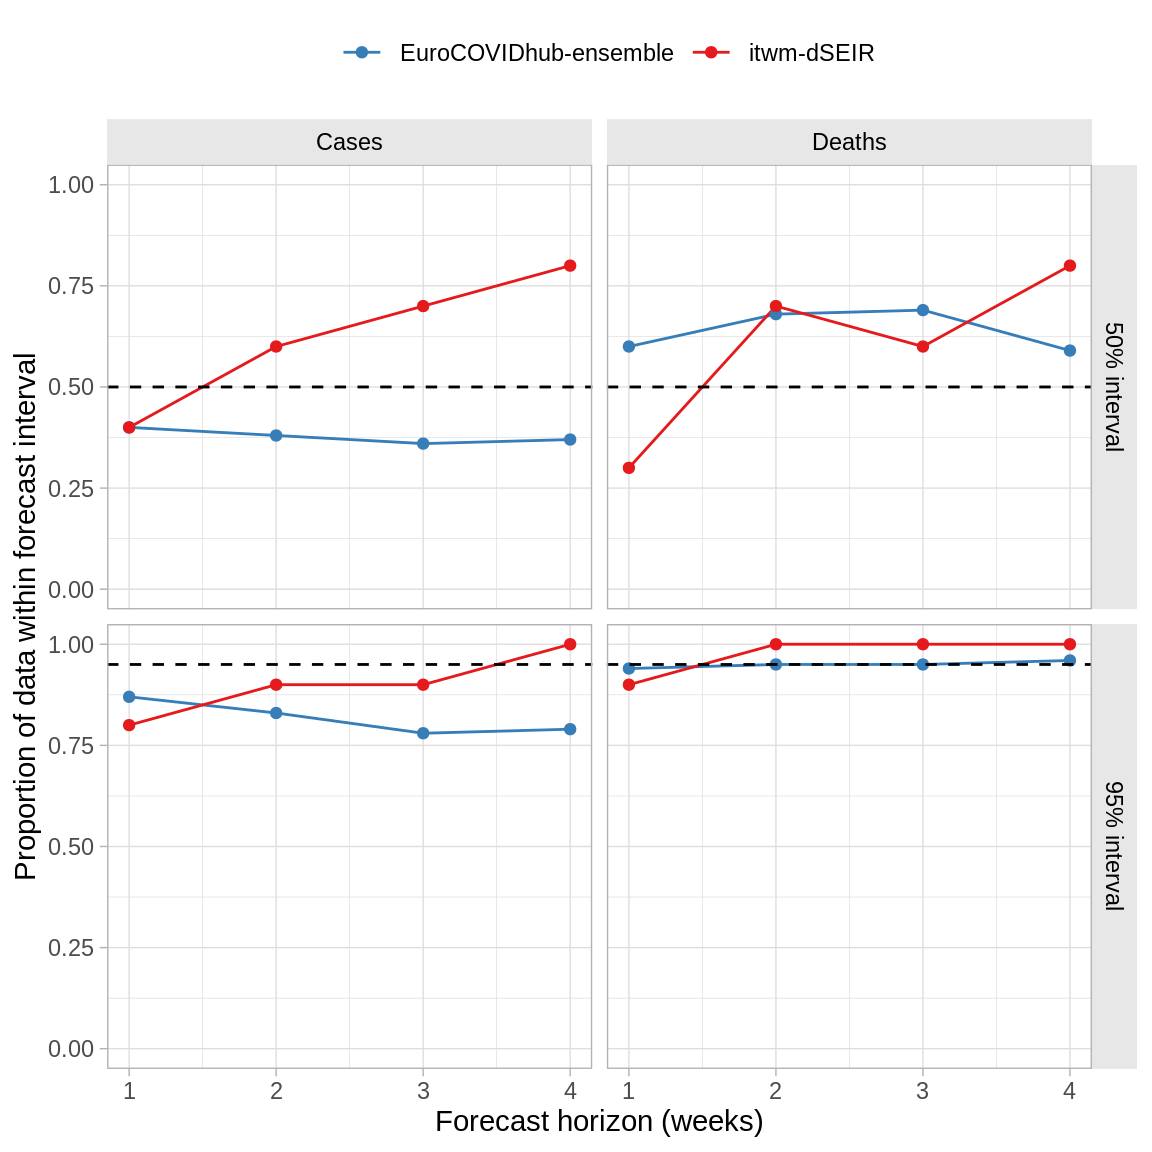 EuroCOVIDhub-ensemble itwm-dSEIR
Cases Deaths
1.00
0.75
0.50
0.25
0.00
50% interval
1.00
0.75
0.50
0.25
0.00
95% interval
Proportion of data within forecast interval
1 2 3 4 1 2 3 4
Forecast horizon (weeks)